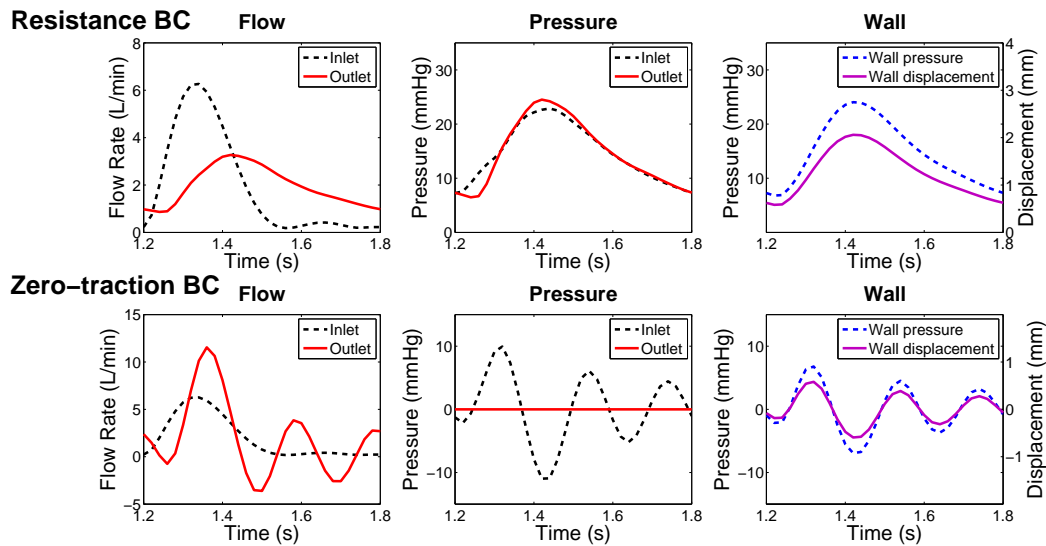 Resistance BC
Flow
Pressure
Wall
Flow Rate (L/min)
8
6
4
2
0
Inlet
Outlet
1.2
1.4
1.6
1.8
Time (s)
Pressure (mmHg)
30
20
10
0
Inlet
Outlet
1.2
1.4
1.6
1.8
Time (s)
Pressure (mmHg)
30
20
10
0
Wall pressure
Wall displacement
4
3
2
1
0
Displacement (mm)
1.2
1.4
1.6
1.8
Time (s)
Zero−traction BC
Flow
Pressure
Wall
Flow Rate (L/min)
15
10
5
0
−5
Inlet
Outlet
1.2
1.4
1.6
1.8
Time (s)
Pressure (mmHg)
10
0
−10
Inlet
Outlet
1.2
1.4
1.6
1.8
Time (s)
Pressure (mmHg)
10
0
−10
Wall pressure
Wall displacement
1
0
−1
Displacement (mm)
1.2
1.4
1.6
1.8
Time (s)